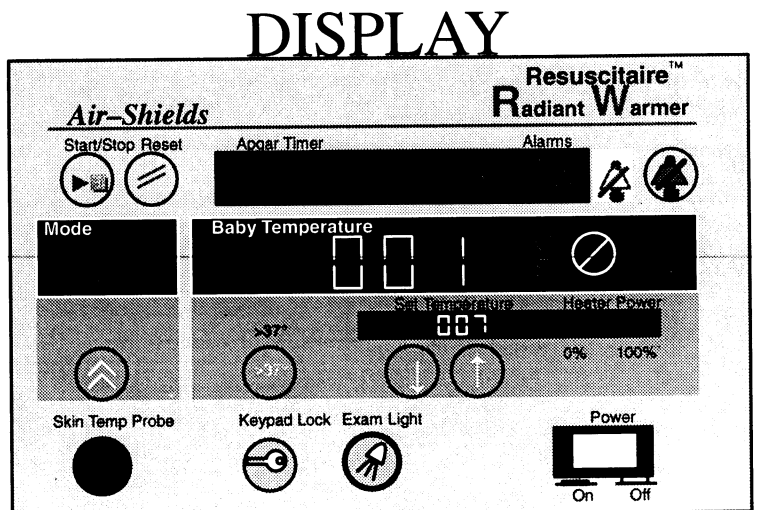 DISPLAY
Resuscitaire™
Radiant Warmer
Air–Shields
Start/Stop Reset
Apgar Timer
Alarms
Mode
Baby Temperature
001
Set Temperature
Heater Power
007
>37°
>37°
0% 100%
Skin Temp Probe
Keypad Lock
Exam Light
Power
On Off